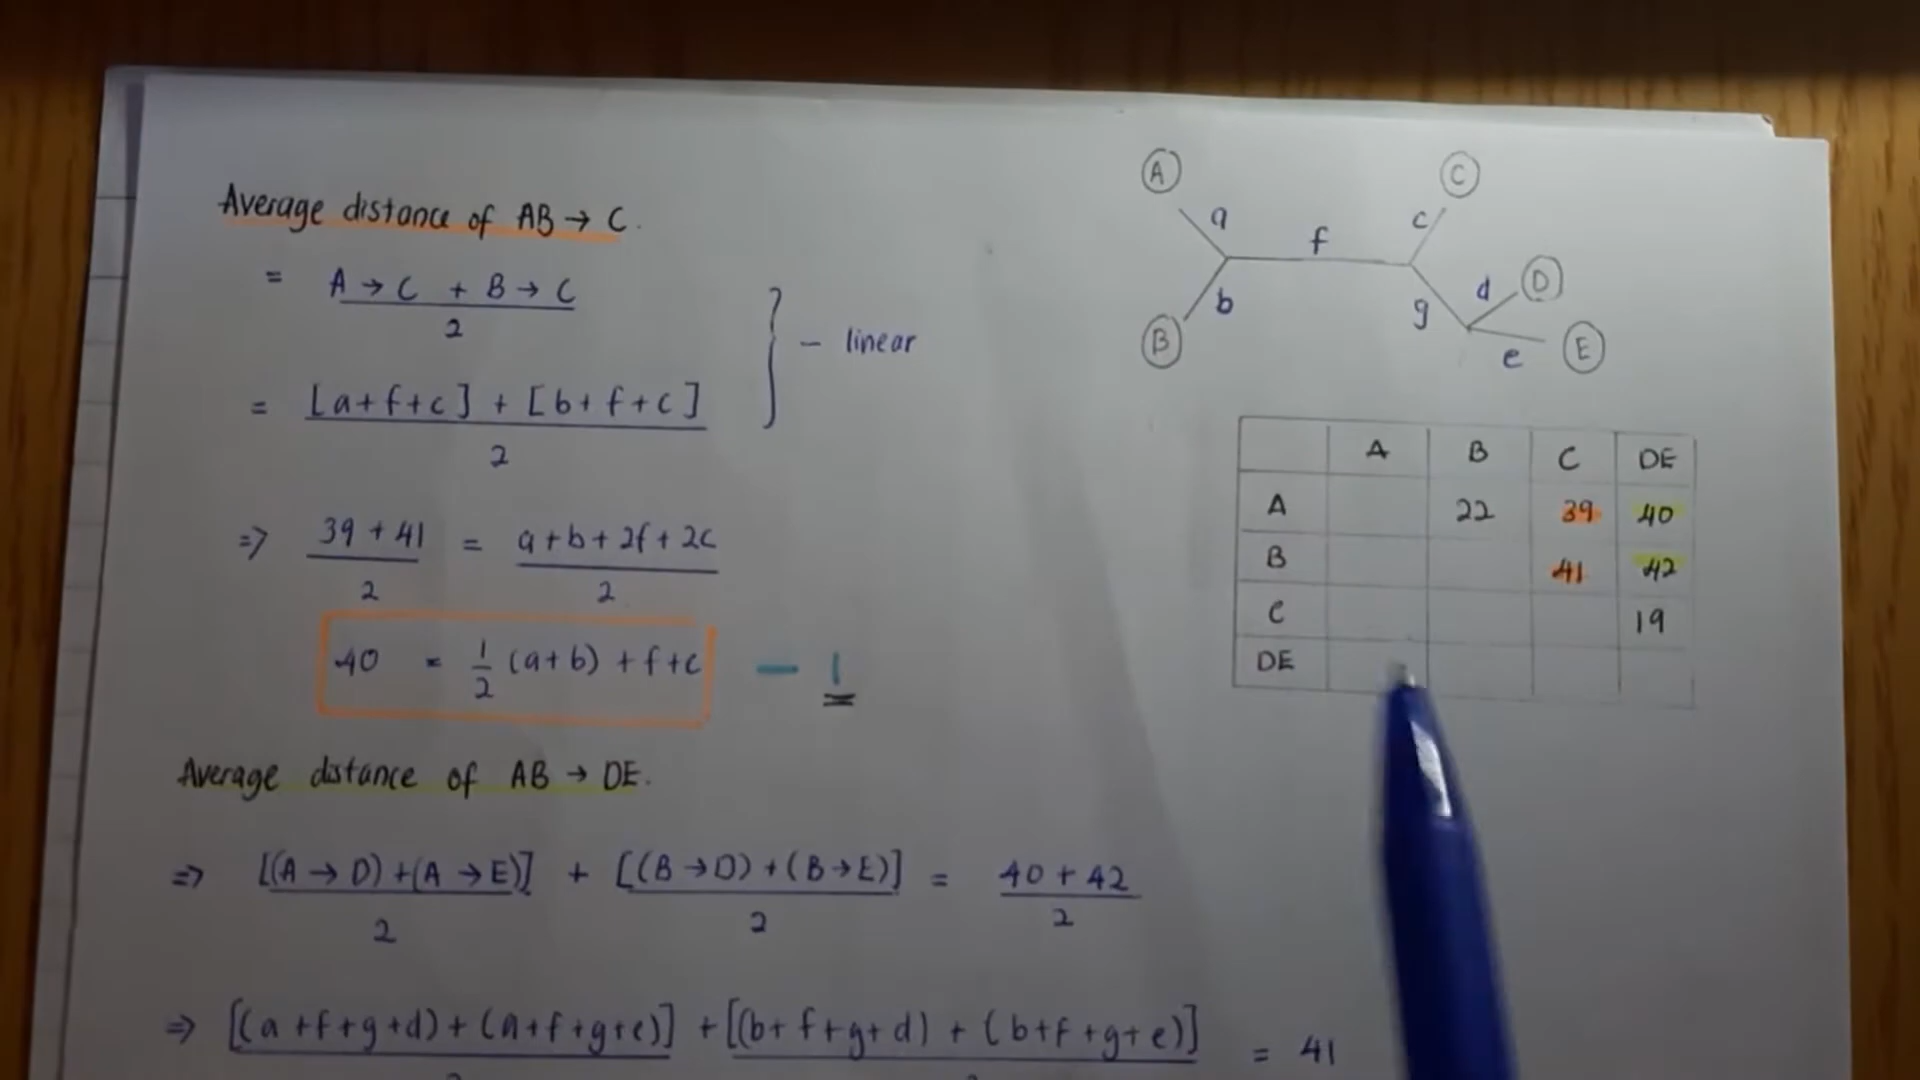 Average distance of AB → C.
= A → C + B → C
2
= [a+f+c] + [b+f+c]
2
} - linear
=> 39 + 41 = a+b+2f+2c
2 2
40 = 1/2 (a+b) + f+c - 1
Average distance of AB → DE.
=> [(A → D) + (A → E)] + [(B → D) + (B → E)] = 40 + 42
2 2 2
=> [(a+f+g+d) + (a+f+g+e)] + [(b+f+g+d) + (b+f+g+e)] = 41
A C
a f c
d D
B b g
e E
A B C DE
A 22 39 40
B 41 42
C 19
DE